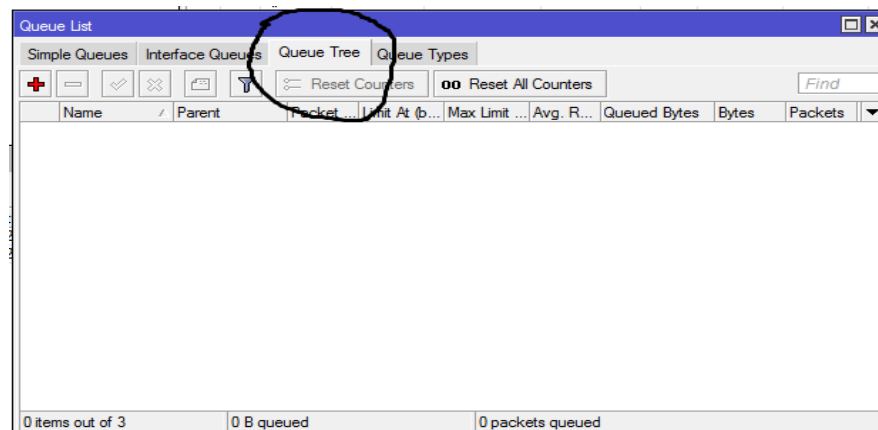 Queue List
Simple Queues Interface Queues Queue Tree Queue Types
Reset Counters 00 Reset All Counters Find
Name Parent Packet ... Limit At (b... Max Limit ... Avg. R... Queued Bytes Bytes Packets
0 items out of 3 0 B queued 0 packets queued